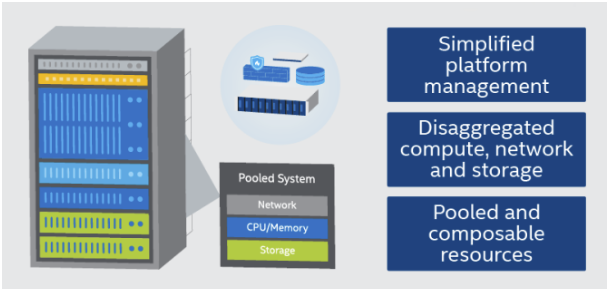 Pooled System
Network
CPU/Memory
Storage
Simplified
platform
management
Disaggregated
compute, network
and storage
Pooled and
composable
resources